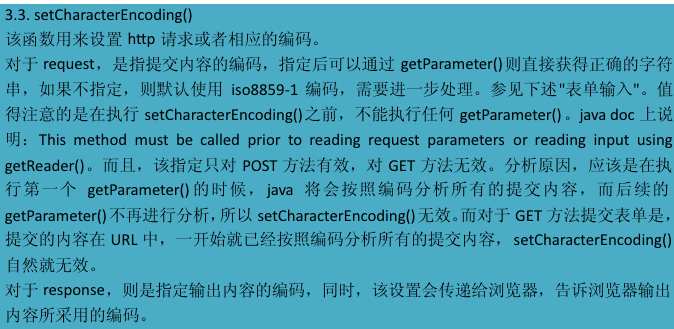 3.3. setCharacterEncoding()
该函数用来设置 http 请求或者相应的编码。
对于 request，是指提交内容的编码，指定后可以通过 getParameter()则直接获得正确的字符
串，如果不指定，则默认使用 iso8859-1 编码，需要进一步处理。参见下述"表单输入"。值
得注意的是在执行 setCharacterEncoding()之前，不能执行任何 getParameter()。java doc 上说
明：This method must be called prior to reading request parameters or reading input using
getReader()。而且，该指定只对 POST 方法有效，对 GET 方法无效。分析原因，应该是在执
行第一个 getParameter()的时候，java 将会按照编码分析所有的提交内容，而后续的
getParameter()不再进行分析，所以 setCharacterEncoding()无效。而对于 GET 方法提交表单是，
提交的内容在 URL 中，一开始就已经按照编码分析所有的提交内容，setCharacterEncoding()
自然就无效。
对于 response，则是指定输出内容的编码，同时，该设置会传递给浏览器，告诉浏览器输出
内容所采用的编码。